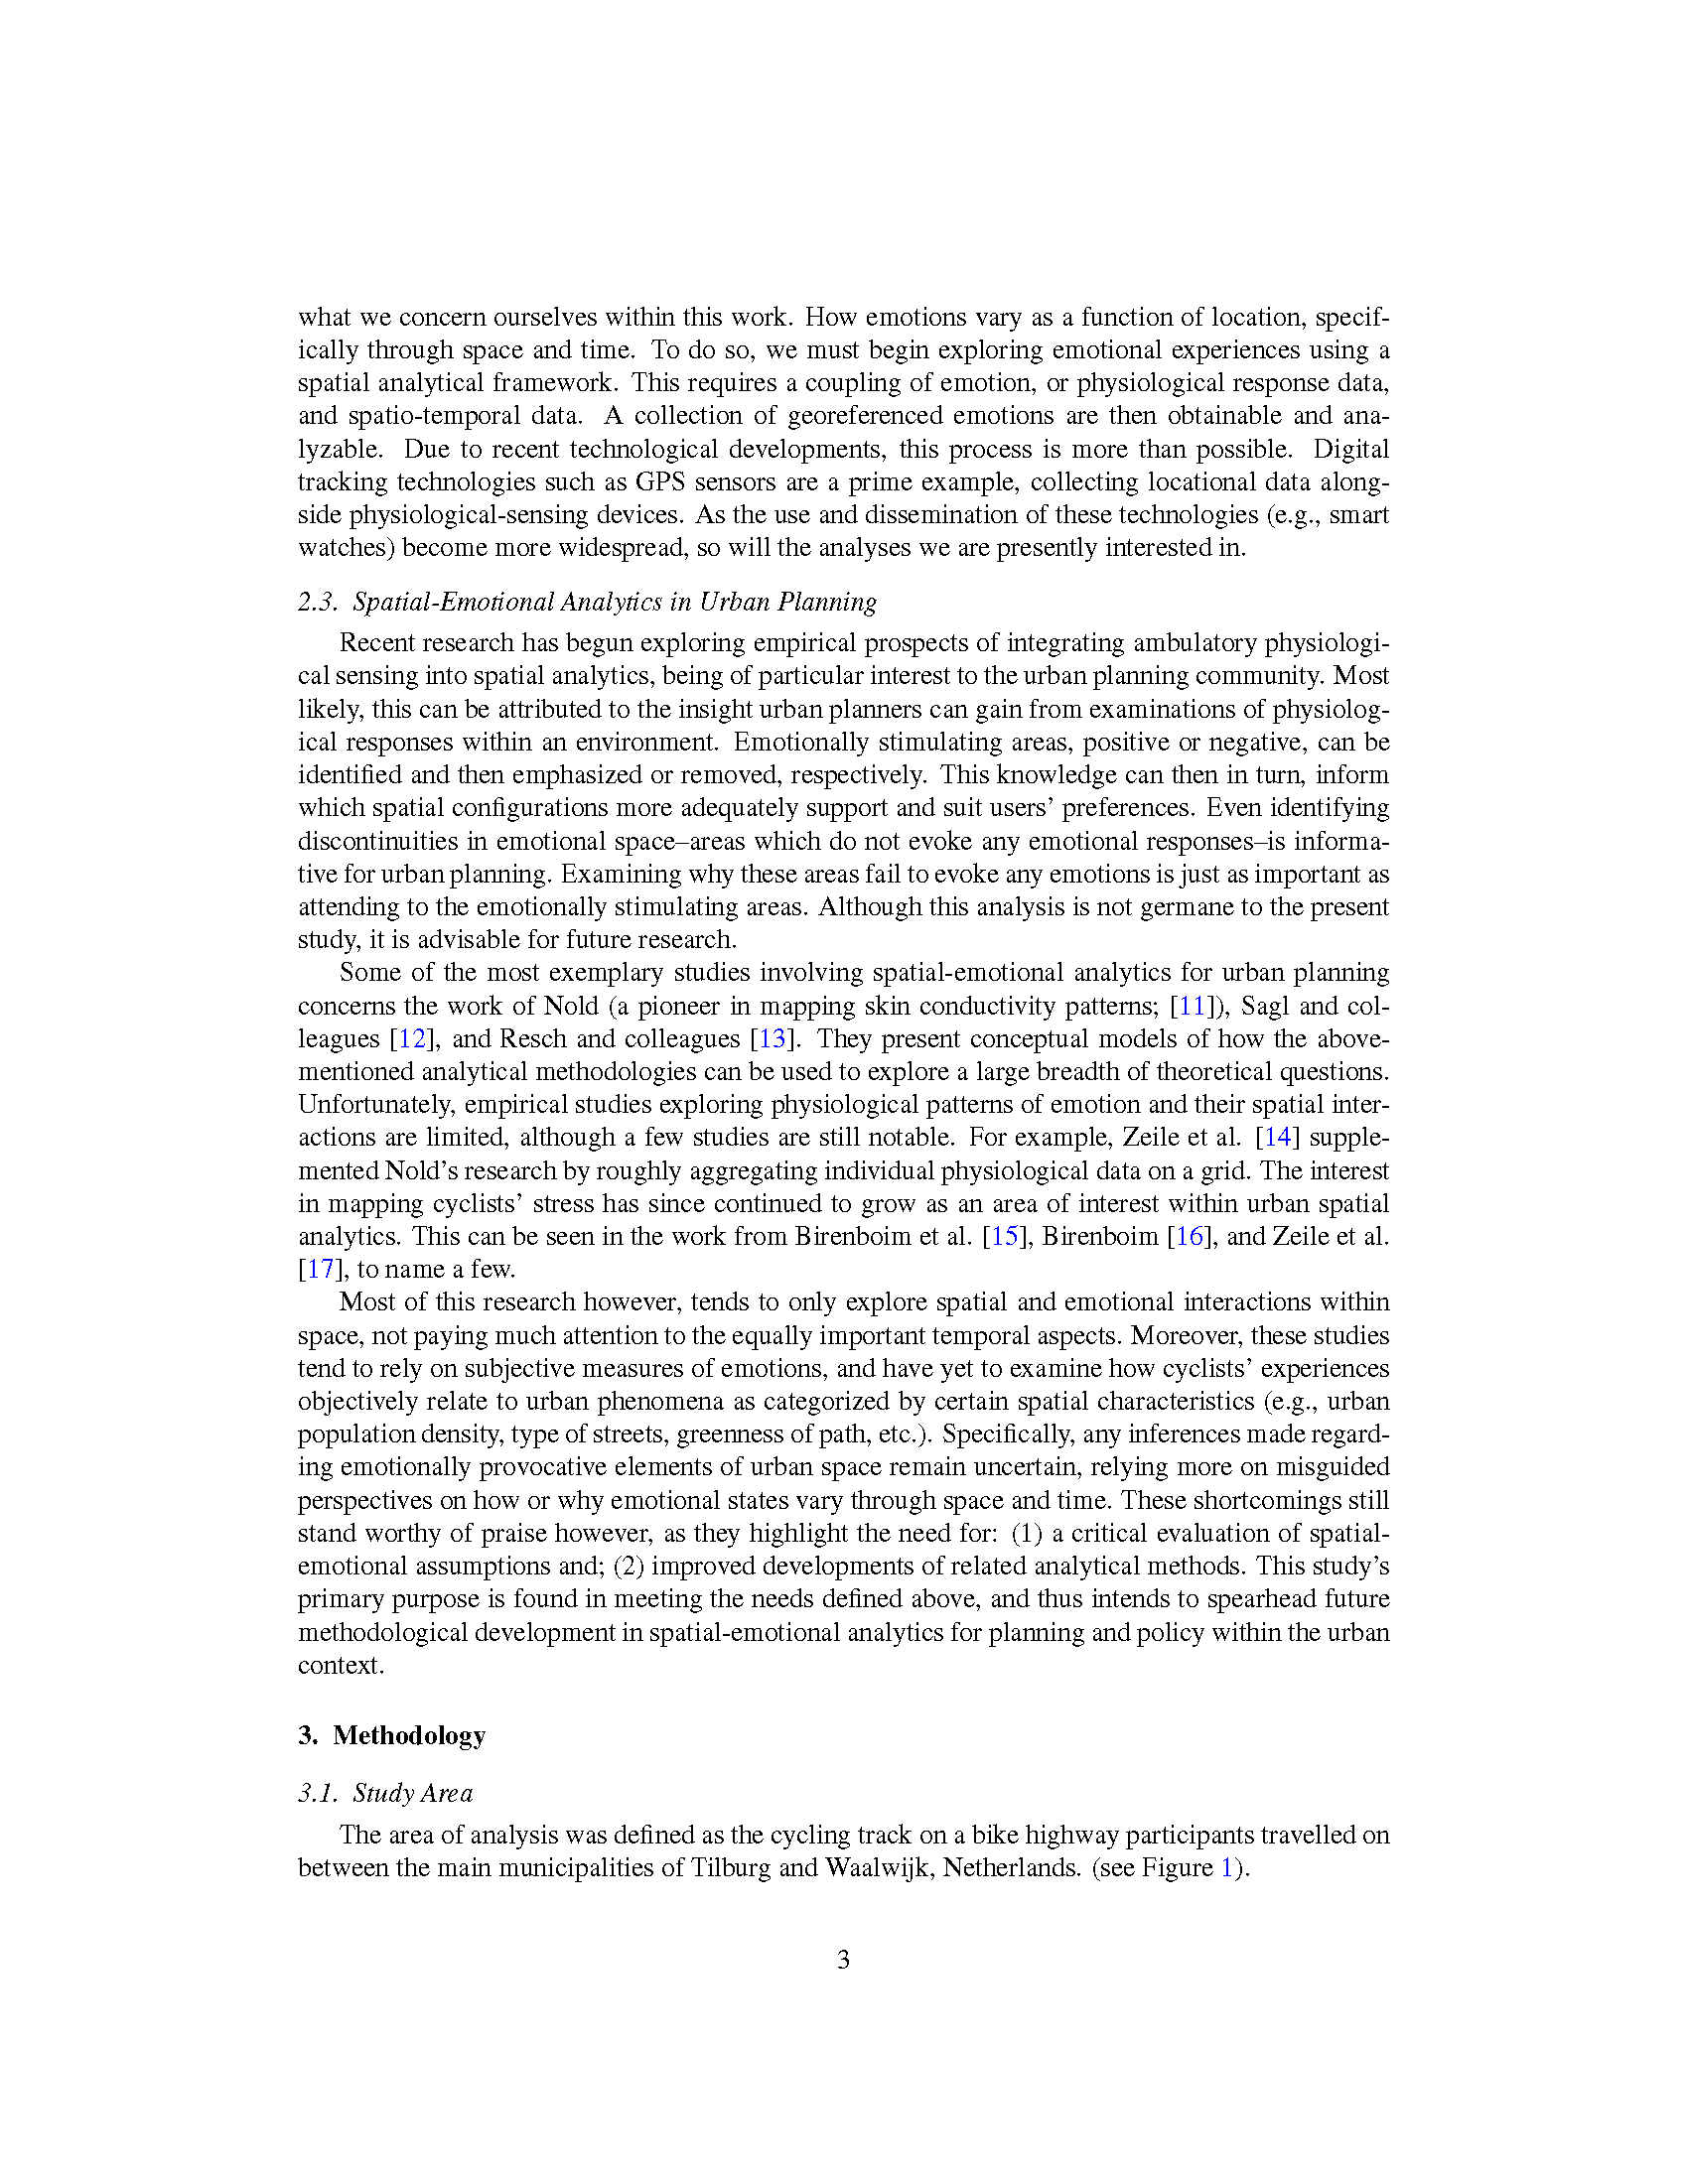 what we concern ourselves within this work. How emotions vary as a function of location, specif-
ically through space and time. To do so, we must begin exploring emotional experiences using a
spatial analytical framework. This requires a coupling of emotion, or physiological response data,
and spatio-temporal data. A collection of georeferenced emotions are then obtainable and ana-
lyzable. Due to recent technological developments, this process is more than possible. Digital
tracking technologies such as GPS sensors are a prime example, collecting locational data along-
side physiological-sensing devices. As the use and dissemination of these technologies (e.g., smart
watches) become more widespread, so will the analyses we are presently interested in.
2.3. Spatial-Emotional Analytics in Urban Planning
Recent research has begun exploring empirical prospects of integrating ambulatory physiologi-
cal sensing into spatial analytics, being of particular interest to the urban planning community. Most
likely, this can be attributed to the insight urban planners can gain from examinations of physiolog-
ical responses within an environment. Emotionally stimulating areas, positive or negative, can be
identified and then emphasized or removed, respectively. This knowledge can then in turn, inform
which spatial configurations more adequately support and suit users' preferences. Even identifying
discontinuities in emotional space–areas which do not evoke any emotional responses–is informa-
tive for urban planning. Examining why these areas fail to evoke any emotions is just as important as
attending to the emotionally stimulating areas. Although this analysis is not germane to the present
study, it is advisable for future research.
Some of the most exemplary studies involving spatial-emotional analytics for urban planning
concerns the work of Nold (a pioneer in mapping skin conductivity patterns; [11]), Sagl and col-
leagues [12], and Resch and colleagues [13]. They present conceptual models of how the above-
mentioned analytical methodologies can be used to explore a large breadth of theoretical questions.
Unfortunately, empirical studies exploring physiological patterns of emotion and their spatial inter-
actions are limited, although a few studies are still notable. For example, Zeile et al. [14] supple-
mented Nold's research by roughly aggregating individual physiological data on a grid. The interest
in mapping cyclists' stress has since continued to grow as an area of interest within urban spatial
analytics. This can be seen in the work from Birenboim et al. [15], Birenboim [16], and Zeile et al.
[17], to name a few.
Most of this research however, tends to only explore spatial and emotional interactions within
space, not paying much attention to the equally important temporal aspects. Moreover, these studies
tend to rely on subjective measures of emotions, and have yet to examine how cyclists' experiences
objectively relate to urban phenomena as categorized by certain spatial characteristics (e.g., urban
population density, type of streets, greenness of path, etc.). Specifically, any inferences made regard-
ing emotionally provocative elements of urban space remain uncertain, relying more on misguided
perspectives on how or why emotional states vary through space and time. These shortcomings still
stand worthy of praise however, as they highlight the need for: (1) a critical evaluation of spatial-
emotional assumptions and; (2) improved developments of related analytical methods. This study's
primary purpose is found in meeting the needs defined above, and thus intends to spearhead future
methodological development in spatial-emotional analytics for planning and policy within the urban
context.
3. Methodology
3.1. Study Area
The area of analysis was defined as the cycling track on a bike highway participants travelled on
between the main municipalities of Tilburg and Waalwijk, Netherlands. (see Figure 1).
3